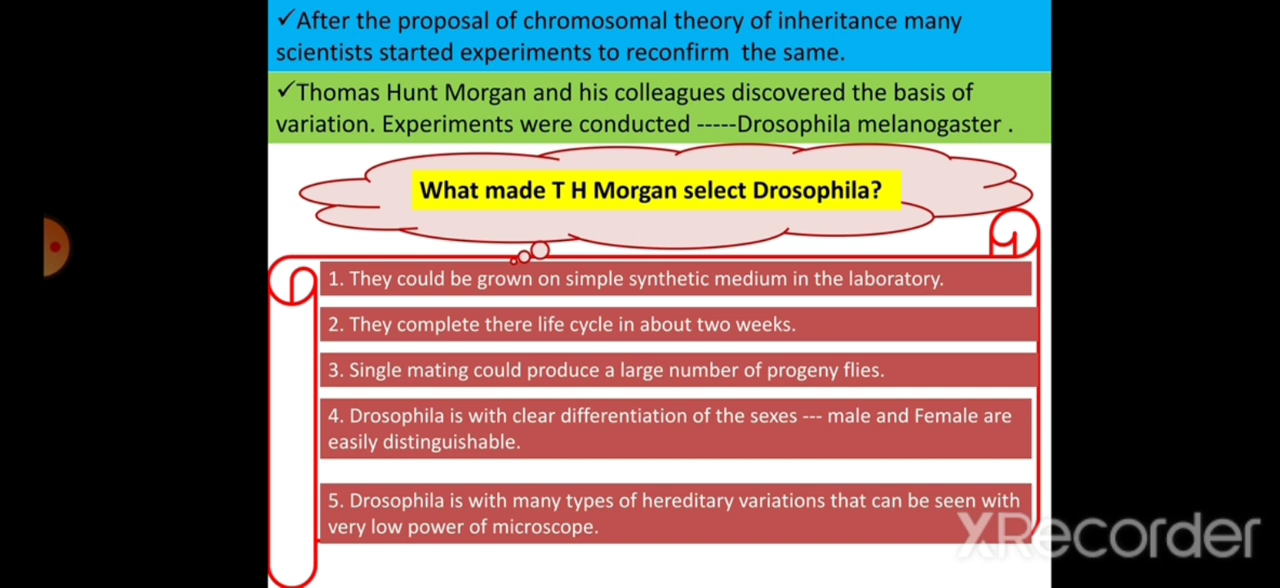 ✓After the proposal of chromosomal theory of inheritance many
scientists started experiments to reconfirm the same.
✓Thomas Hunt Morgan and his colleagues discovered the basis of
variation. Experiments were conducted -----Drosophila melanogaster .
What made T H Morgan select Drosophila?
1. They could be grown on simple synthetic medium in the laboratory.
2. They complete there life cycle in about two weeks.
3. Single mating could produce a large number of progeny flies.
4. Drosophila is with clear differentiation of the sexes --- male and Female are
easily distinguishable.
5. Drosophila is with many types of hereditary variations that can be seen with
very low power of microscope.
XRecorder